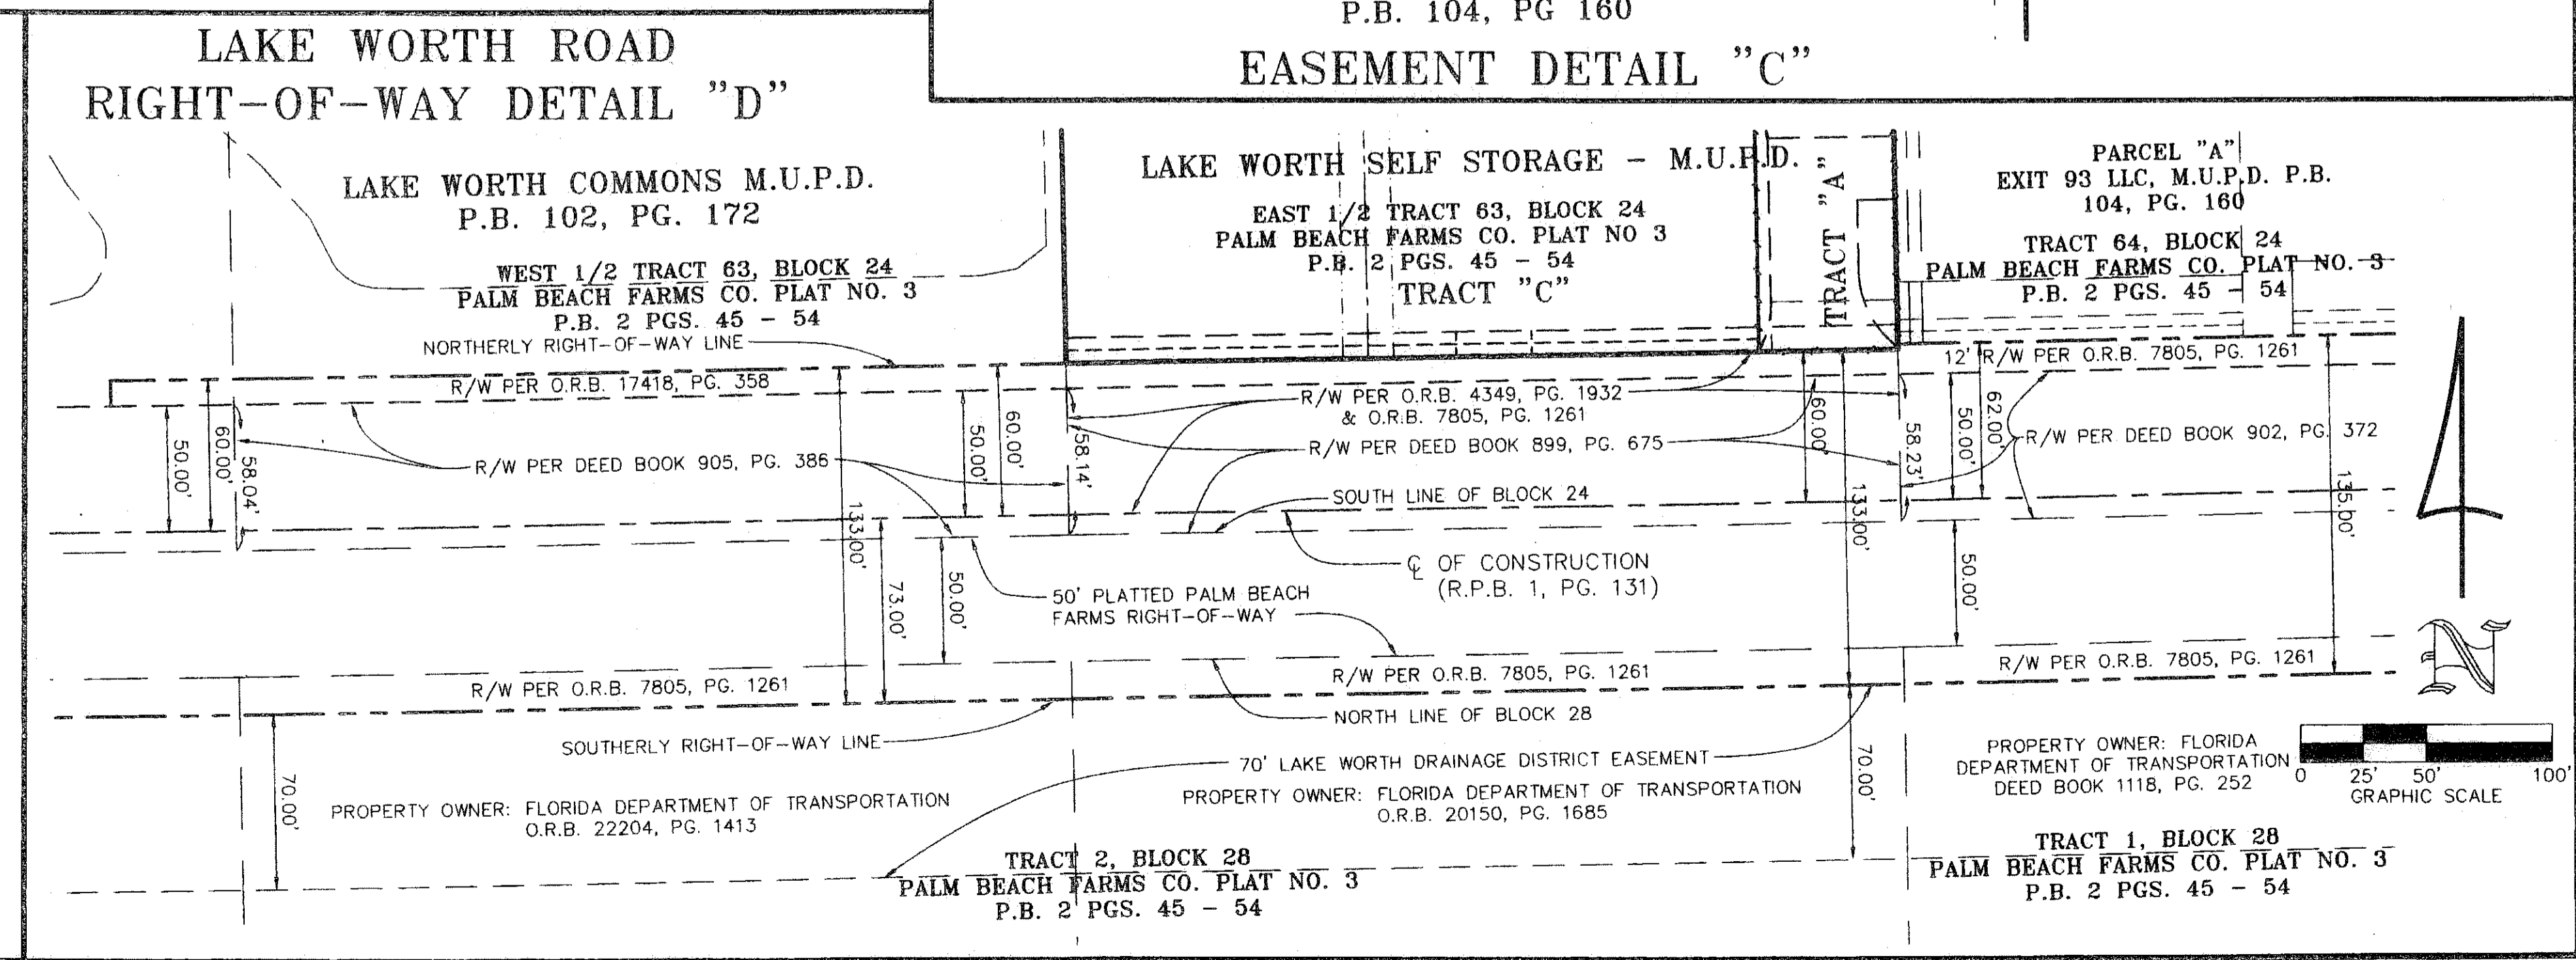 P.B. 104, PG 160
EASEMENT DETAIL "C"
LAKE WORTH ROAD
RIGHT-OF-WAY DETAIL "D"
LAKE WORTH COMMONS M.U.P.D.
P.B. 102, PG. 172
WEST 1/2 TRACT 63, BLOCK 24
PALM BEACH FARMS CO. PLAT NO. 3
P.B. 2 PGS. 45 - 54
NORTHERLY RIGHT-OF-WAY LINE
R/W PER O.R.B. 17418, PG. 358
LAKE WORTH SELF STORAGE - M.U.P.D.
EAST 1/2 TRACT 63, BLOCK 24
PALM BEACH FARMS CO. PLAT NO 3
P.B. 2 PGS. 45 - 54
TRACT "C"
TRACT "A"
PARCEL "A"
EXIT 93 LLC, M.U.P.D. P.B.
104, PG. 160
TRACT 64, BLOCK 24
PALM BEACH FARMS CO. PLAT NO. 3
P.B. 2 PGS. 45 - 54
12' R/W PER O.R.B. 7805, PG. 1261
R/W PER O.R.B. 4349, PG. 1932
& O.R.B. 7805, PG. 1261
R/W PER DEED BOOK 899, PG. 675
R/W PER DEED BOOK 905, PG. 386
R/W PER DEED BOOK 902, PG. 372
50.00'
60.00'
58.04'
133.00'
73.00'
50.00'
50.00'
60.00'
58.14'
60.00'
133.00'
58.23'
50.00'
62.00'
50.00'
135.00'
SOUTH LINE OF BLOCK 24
℄ OF CONSTRUCTION
(R.P.B. 1, PG. 131)
50' PLATTED PALM BEACH
FARMS RIGHT-OF-WAY
R/W PER O.R.B. 7805, PG. 1261
R/W PER O.R.B. 7805, PG. 1261
R/W PER O.R.B. 7805, PG. 1261
NORTH LINE OF BLOCK 28
SOUTHERLY RIGHT-OF-WAY LINE
70' LAKE WORTH DRAINAGE DISTRICT EASEMENT
70.00'
70.00'
PROPERTY OWNER: FLORIDA DEPARTMENT OF TRANSPORTATION
O.R.B. 22204, PG. 1413
PROPERTY OWNER: FLORIDA DEPARTMENT OF TRANSPORTATION
O.R.B. 20150, PG. 1685
PROPERTY OWNER: FLORIDA
DEPARTMENT OF TRANSPORTATION
DEED BOOK 1118, PG. 252
TRACT 2, BLOCK 28
PALM BEACH FARMS CO. PLAT NO. 3
P.B. 2 PGS. 45 - 54
TRACT 1, BLOCK 28
PALM BEACH FARMS CO. PLAT NO. 3
P.B. 2 PGS. 45 - 54
N
0 25' 50' 100'
GRAPHIC SCALE